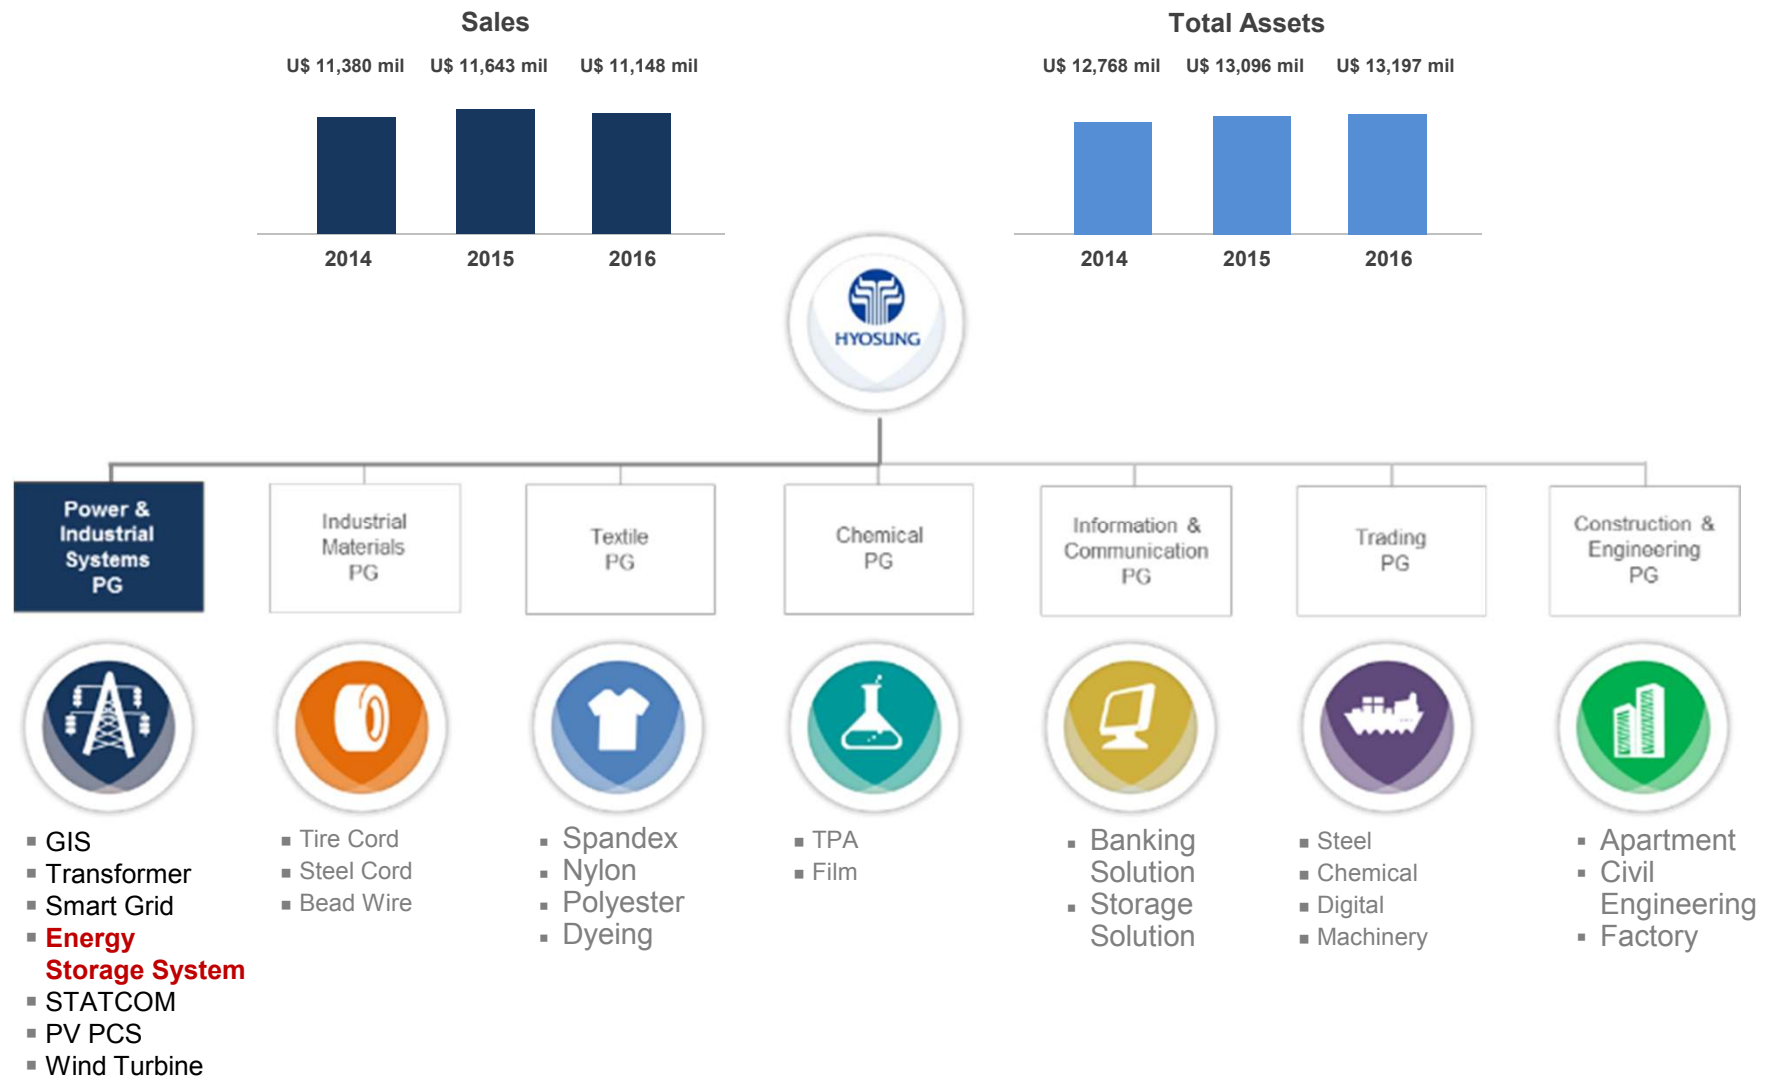 Sales
U$ 11,380 mil
U$ 11,643 mil
U$ 11,148 mil
2014
2015
2016
Total Assets
U$ 12,768 mil
U$ 13,096 mil
U$ 13,197 mil
2014
2015
2016
HYOSUNG
Power &
Industrial
Systems
PG
Industrial
Materials
PG
Textile
PG
Chemical
PG
Information &
Communication
PG
Trading
PG
Construction &
Engineering
PG
▪ GIS
▪ Transformer
▪ Smart Grid
▪ Energy
Storage System
▪ STATCOM
▪ PV PCS
▪ Wind Turbine
▪ Tire Cord
▪ Steel Cord
▪ Bead Wire
▪ Spandex
▪ Nylon
▪ Polyester
▪ Dyeing
▪ TPA
▪ Film
▪ Banking
Solution
▪ Storage
Solution
▪ Steel
▪ Chemical
▪ Digital
▪ Machinery
▪ Apartment
▪ Civil
Engineering
▪ Factory